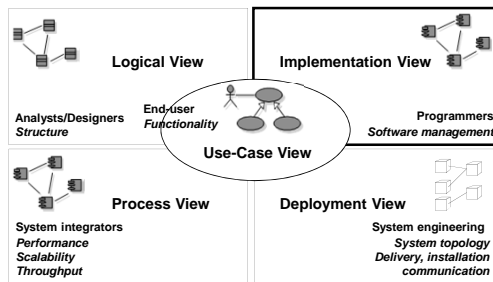 Logical View
Analysts/Designers
Structure
Implementation View
Programmers
Software management
End-user
Functionality
Use-Case View
Process View
System integrators
Performance
Scalability
Throughput
Deployment View
System engineering
System topology
Delivery, installation
communication